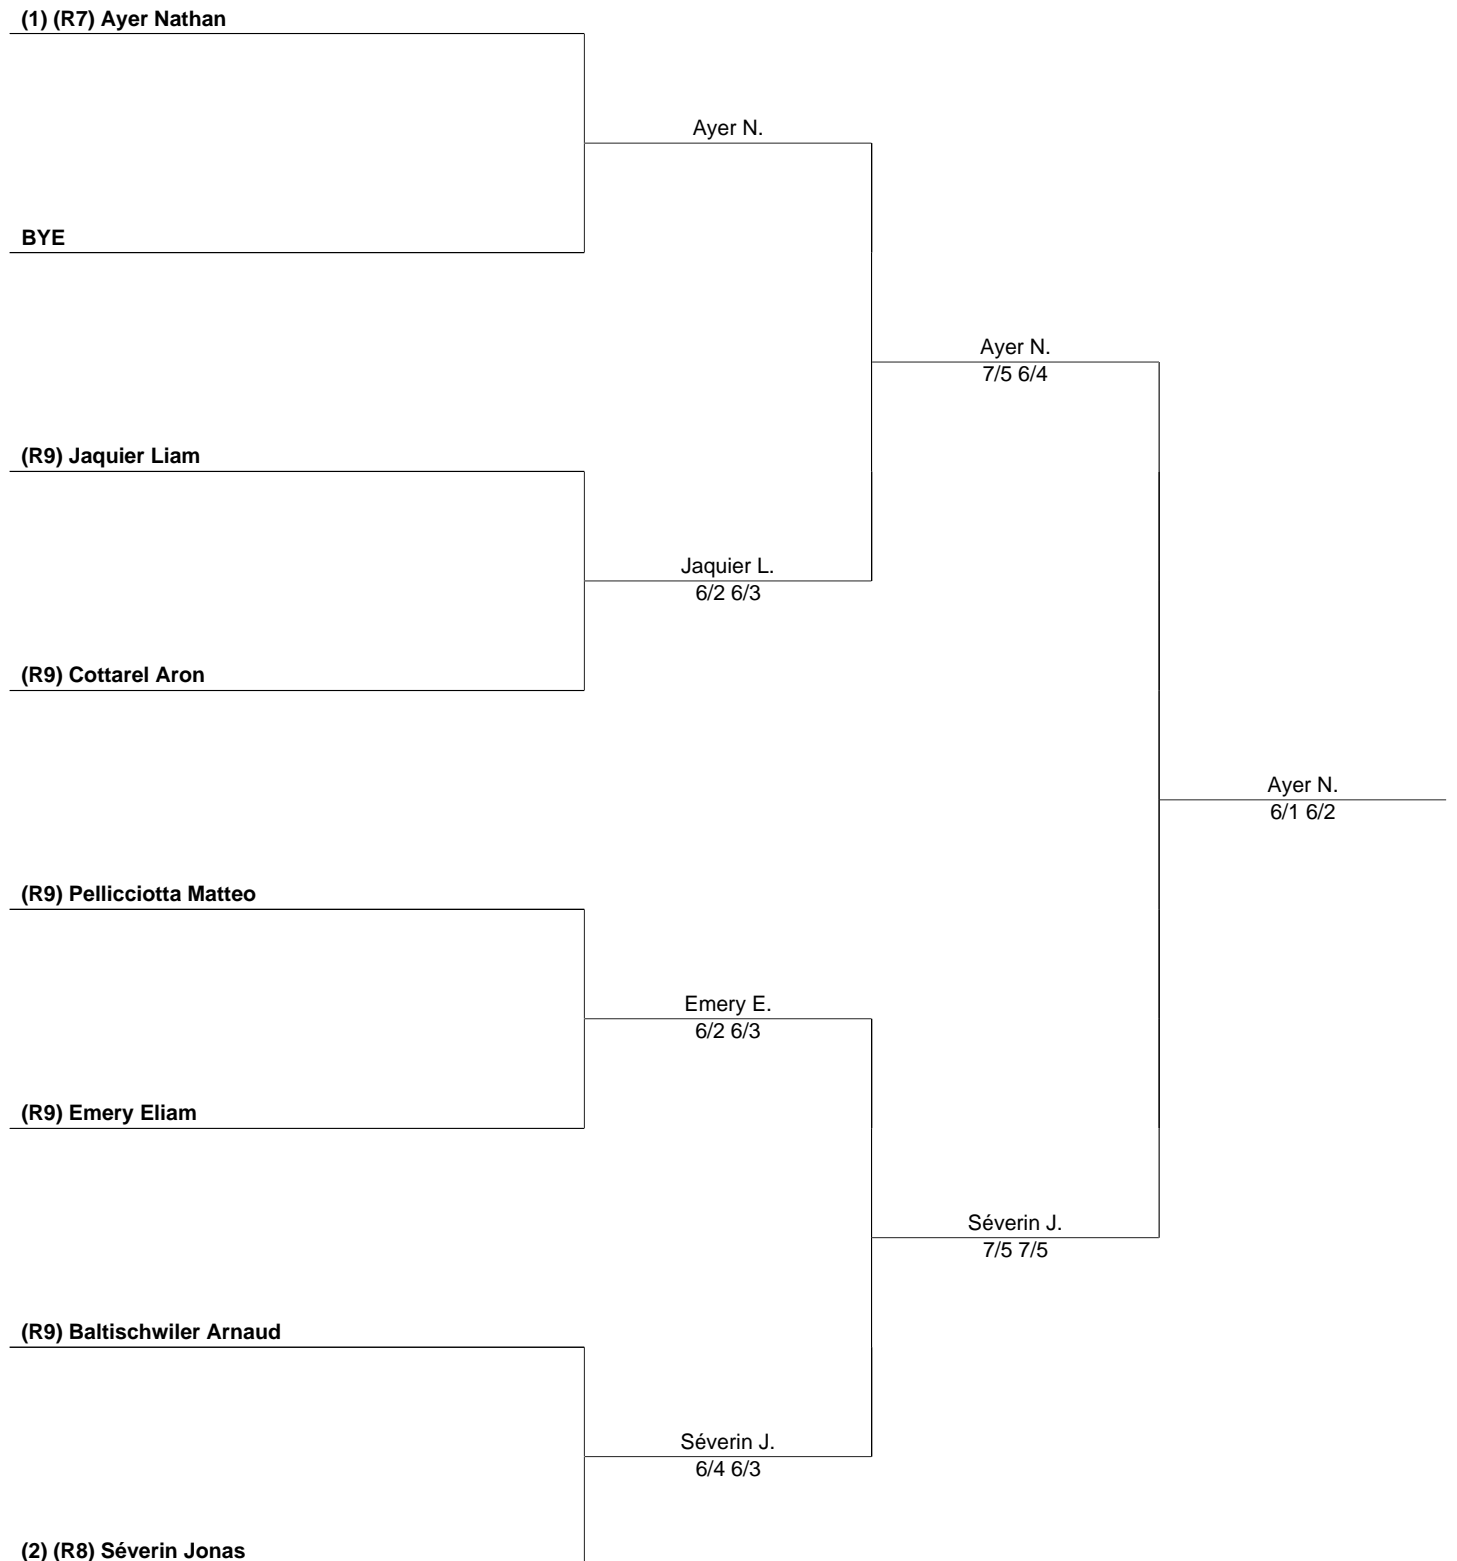 (1) (R7) Ayer Nathan
Ayer N.
BYE
Ayer N.
7/5 6/4
(R9) Jaquier Liam
Jaquier L.
6/2 6/3
(R9) Cottarel Aron
Ayer N.
6/1 6/2
(R9) Pellicciotta Matteo
Emery E.
6/2 6/3
(R9) Emery Eliam
Séverin J.
7/5 7/5
(R9) Baltischwiler Arnaud
Séverin J.
6/4 6/3
(2) (R8) Séverin Jonas